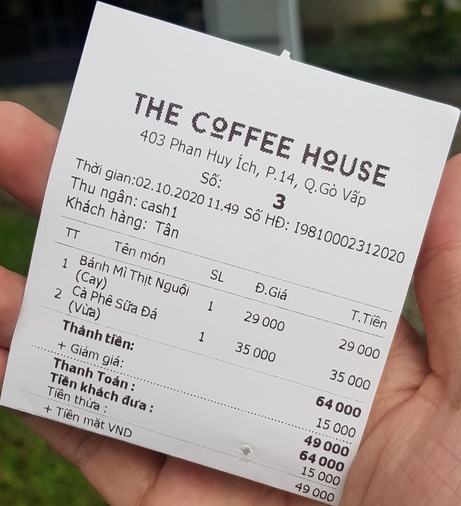 THE COFFEE HOUSE
403 Phan Huy Ích, P.14, Q.Gò Vấp
Số: 3
Thời gian:02.10.2020 11.49 Số HĐ: I9810002312020
Thu ngân: cash1
Khách hàng: Tân
TT Tên món SL Đ.Giá T.Tiền
1 Bánh Mì Thịt Nguội (Cay) 1 29 000 29 000
2 Cà Phê Sữa Đá (Vừa) 1 35 000 35 000
Thành tiền: 64 000
+ Giảm giá: 15 000
Thanh Toán : 49 000
Tiền khách đưa : 64 000
Tiền thừa : 15 000
+ Tiền mặt VND 49 000